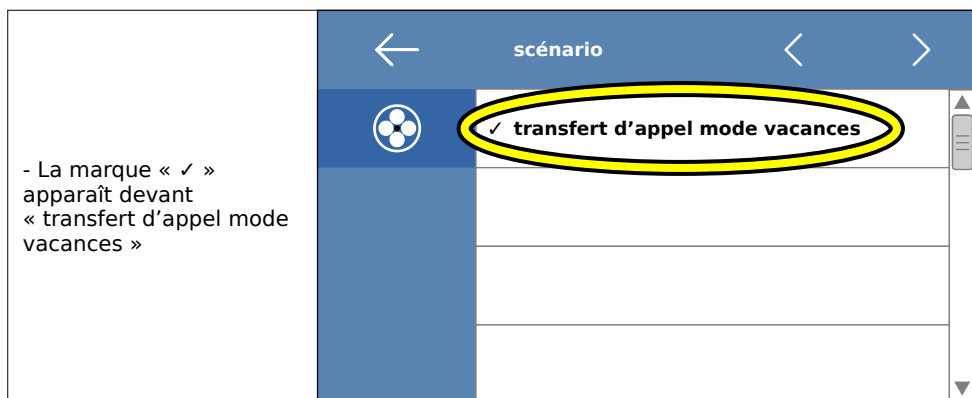 - La marque « ✓ »
apparaît devant
« transfert d’appel mode
vacances »
scénario
✓ transfert d’appel mode vacances